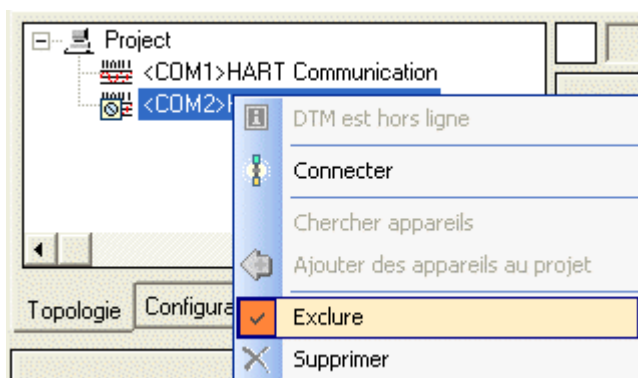 Project
<COM1>HART Communication
<COM2>
DTM est hors ligne
Connecter
Chercher appareils
Ajouter des appareils au projet
Topologie
Exclure
Supprimer